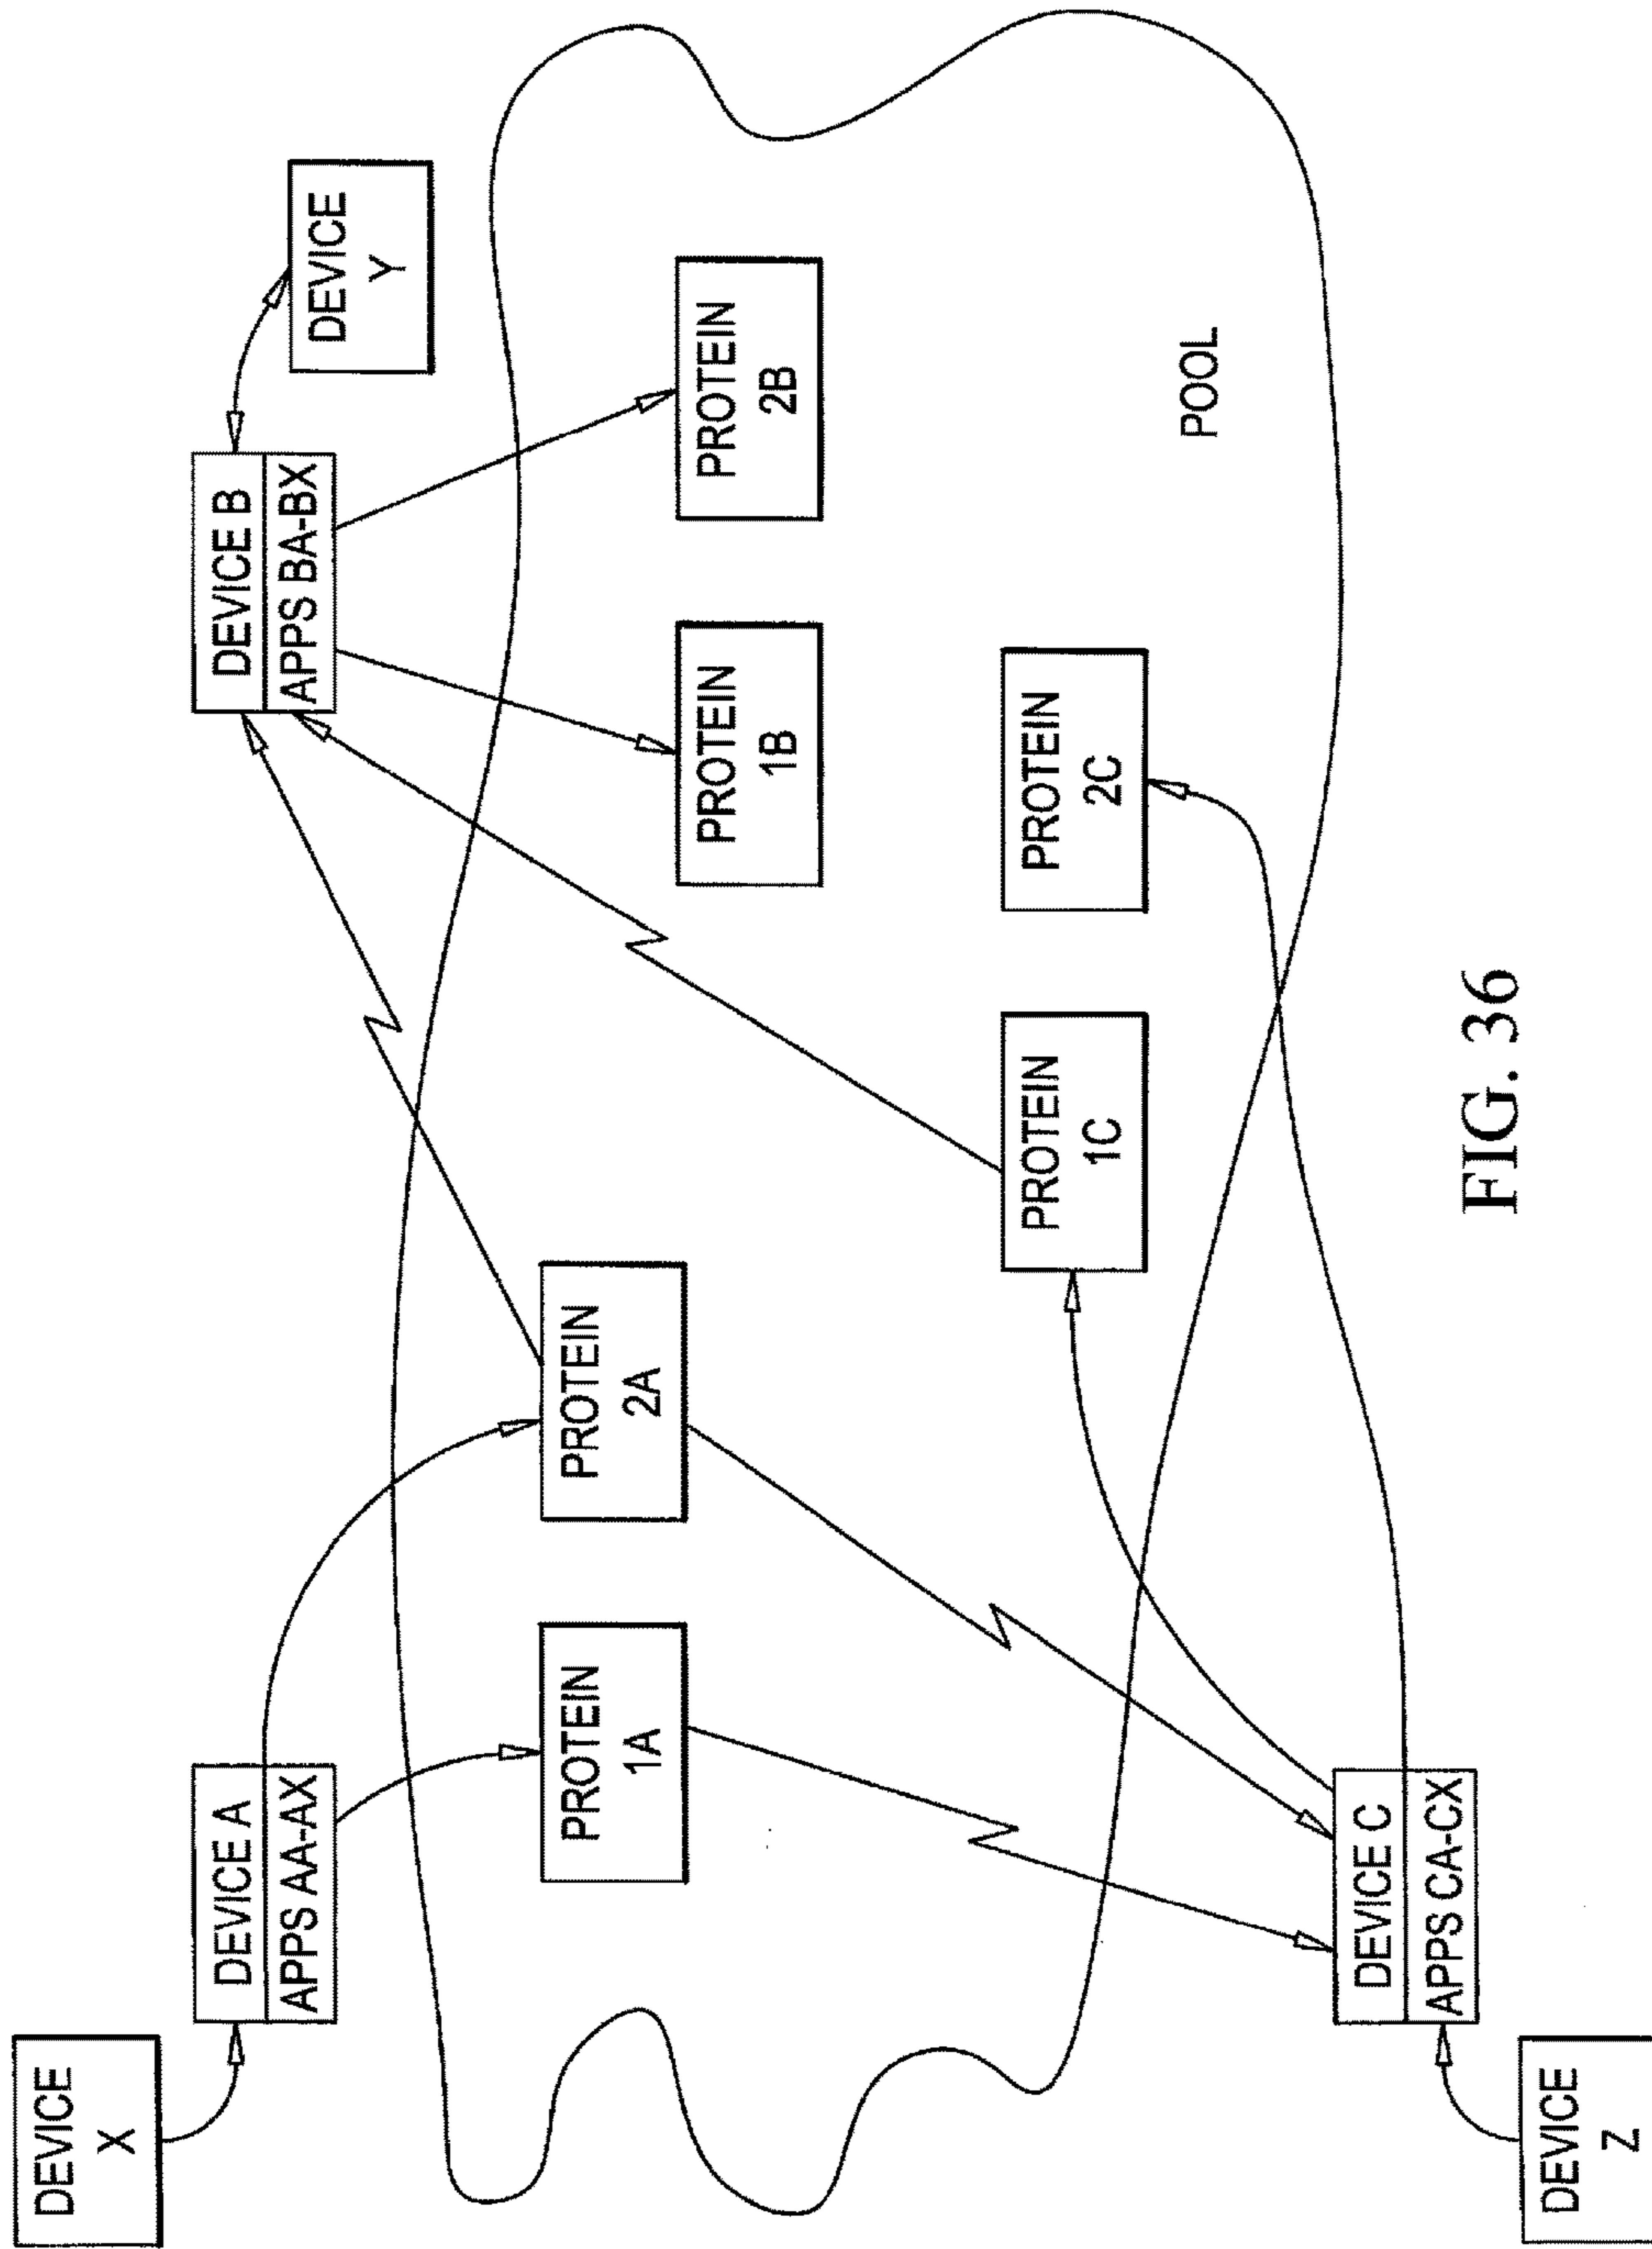 DEVICE
X
DEVICE A
APPS AA-AX
DEVICE B
APPS BA-BX
DEVICE
Y
PROTEIN
1A
PROTEIN
2A
PROTEIN
1B
PROTEIN
2B
PROTEIN
1C
PROTEIN
2C
POOL
DEVICE C
APPS CA-CX
DEVICE
Z
FIG. 36